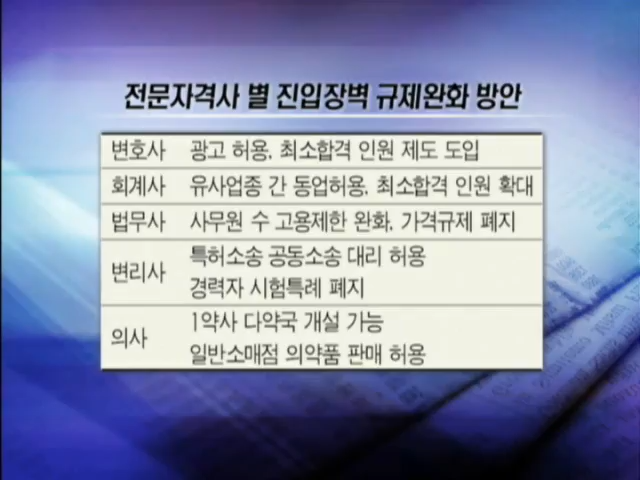 전문자격사 별 진입장벽 규제완화 방안
변호사 광고 허용, 최소합격 인원 제도 도입
회계사 유사업종 간 동업허용, 최소합격 인원 확대
법무사 사무원 수 고용제한 완화, 가격규제 폐지
변리사 특허소송 공동소송 대리 허용
경력자 시험특례 폐지
의사 1약사 다약국 개설 가능
일반소매점 의약품 판매 허용